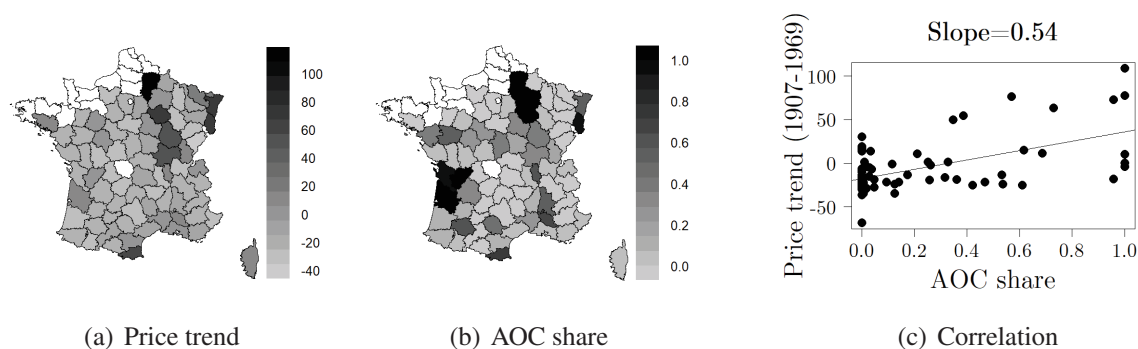 100
80
60
40
20
0
-20
-40
(a) Price trend
1.0
0.8
0.6
0.4
0.2
0.0
(b) AOC share
Slope=0.54
Price trend (1907-1969)
100
50
0
-50
0.0 0.2 0.4 0.6 0.8 1.0
AOC share
(c) Correlation